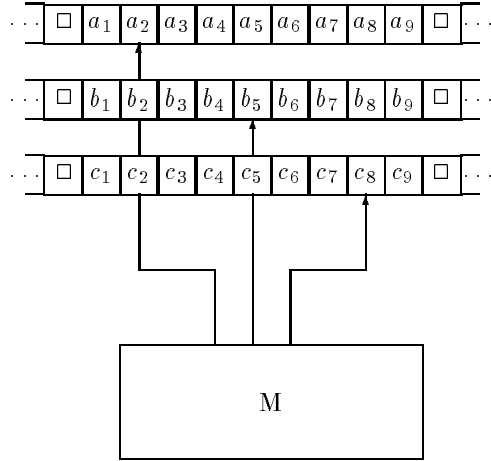 · · · □ a₁ a₂ a₃ a₄ a₅ a₆ a₇ a₈ a₉ □ · · ·
· · · □ b₁ b₂ b₃ b₄ b₅ b₆ b₇ b₈ b₉ □ · · ·
· · · □ c₁ c₂ c₃ c₄ c₅ c₆ c₇ c₈ c₉ □ · · ·
M